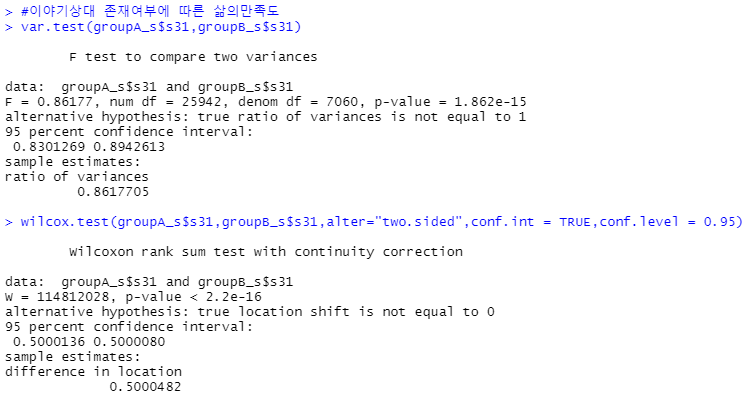 > #이야기상대 존재여부에 따른 삶의만족도
> var.test(groupA_s$s31,groupB_s$s31)
F test to compare two variances
data:  groupA_s$s31 and groupB_s$s31
F = 0.86177, num df = 25942, denom df = 7060, p-value = 1.862e-15
alternative hypothesis: true ratio of variances is not equal to 1
95 percent confidence interval:
0.8301269 0.8942613
sample estimates:
ratio of variances
0.8617705
> wilcox.test(groupA_s$s31,groupB_s$s31,alter="two.sided",conf.int = TRUE,conf.level = 0.95)
Wilcoxon rank sum test with continuity correction
data:  groupA_s$s31 and groupB_s$s31
W = 114812028, p-value < 2.2e-16
alternative hypothesis: true location shift is not equal to 0
95 percent confidence interval:
0.5000136 0.5000080
sample estimates:
difference in location
0.5000482